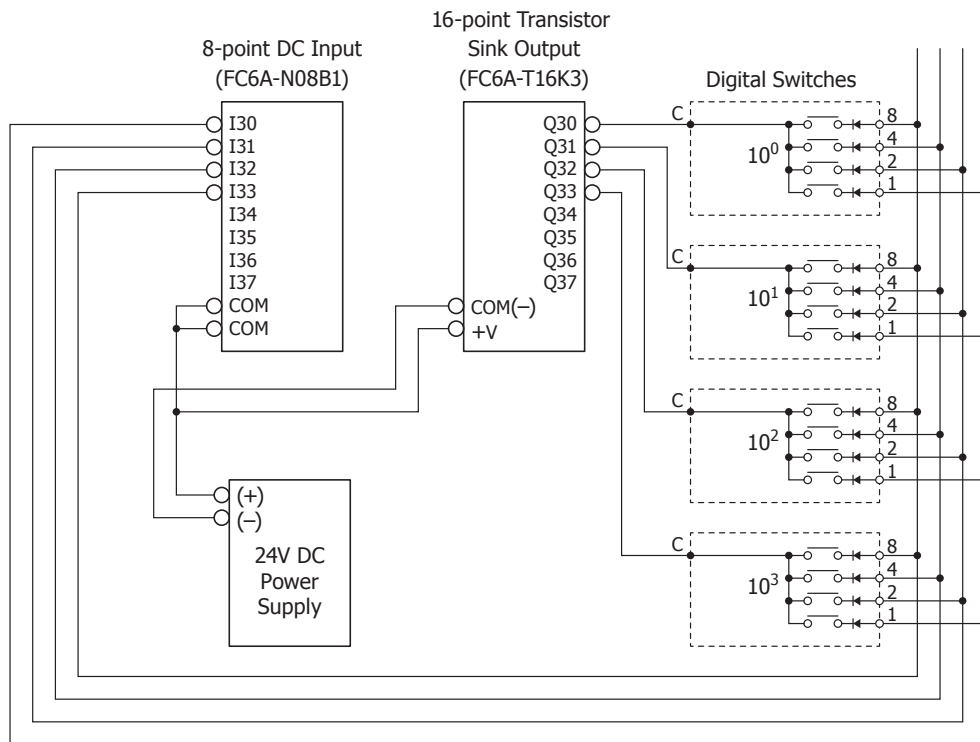 16-point Transistor
Sink Output
(FC6A-T16K3)
8-point DC Input
(FC6A-N08B1)
Digital Switches
I30
I31
I32
I33
I34
I35
I36
I37
COM
COM
Q30
Q31
Q32
Q33
Q34
Q35
Q36
Q37
COM(–)
+V
C
10⁰
8
4
2
1
C
10¹
8
4
2
1
C
10²
8
4
2
1
C
10³
8
4
2
1
(+)
(–)
24V DC
Power
Supply